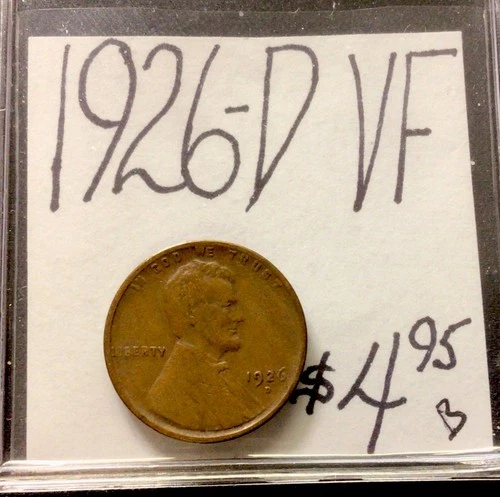 1926-D VF
IN GOD WE TRUST
LIBERTY
1926
D
$4.95
B